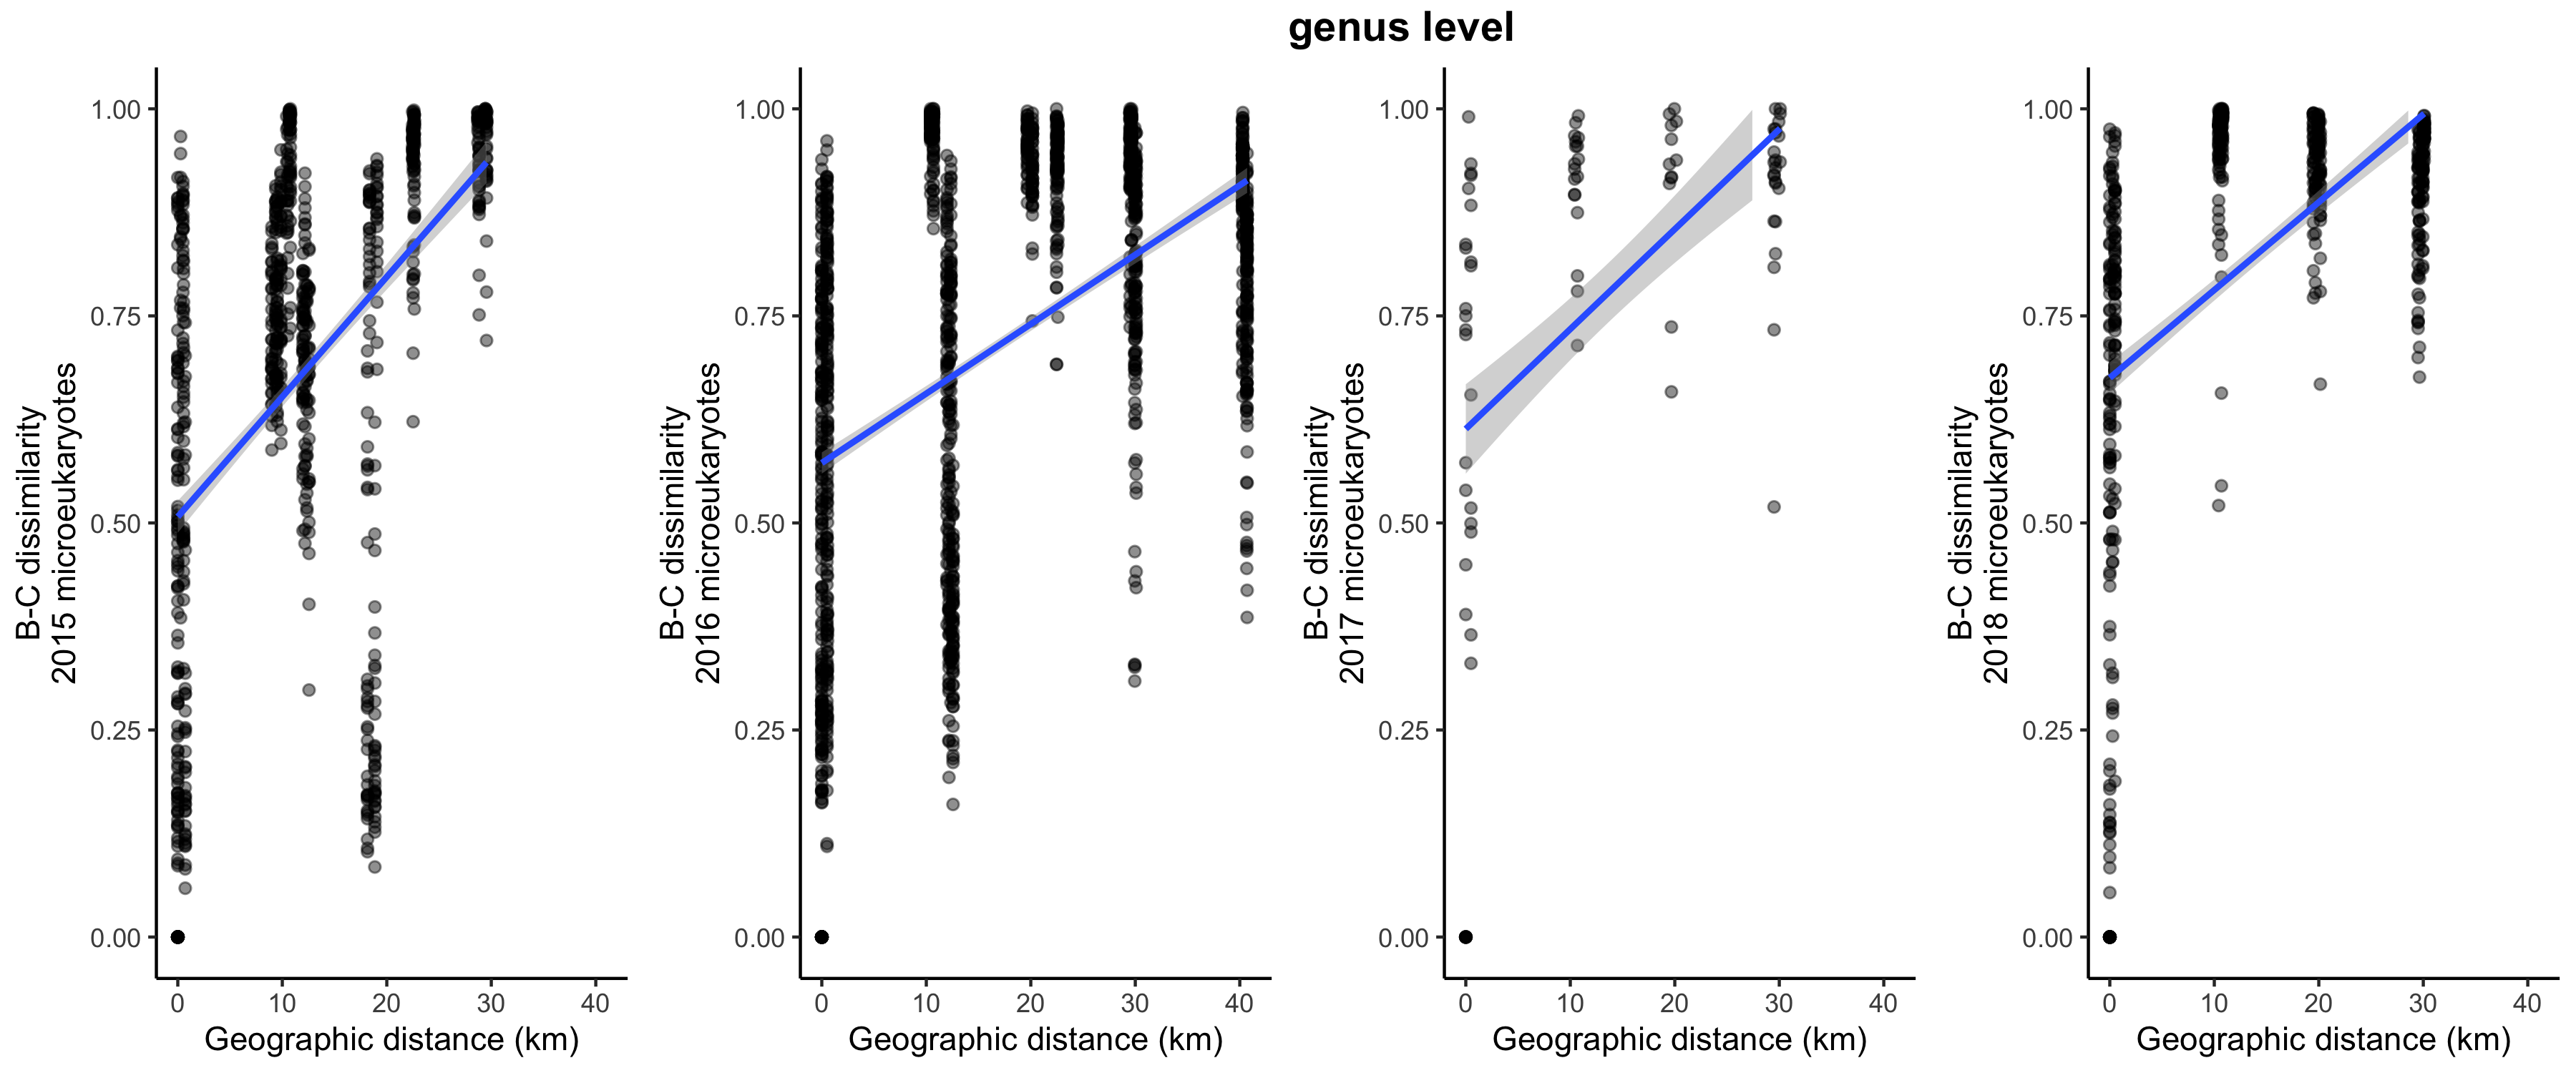 genus level
B-C dissimilarity
2015 microeukaryotes
1.00
0.75
0.50
0.25
0.00
0 10 20 30 40
Geographic distance (km)
B-C dissimilarity
2016 microeukaryotes
1.00
0.75
0.50
0.25
0.00
0 10 20 30 40
Geographic distance (km)
B-C dissimilarity
2017 microeukaryotes
1.00
0.75
0.50
0.25
0.00
0 10 20 30 40
Geographic distance (km)
B-C dissimilarity
2018 microeukaryotes
1.00
0.75
0.50
0.25
0.00
0 10 20 30 40
Geographic distance (km)